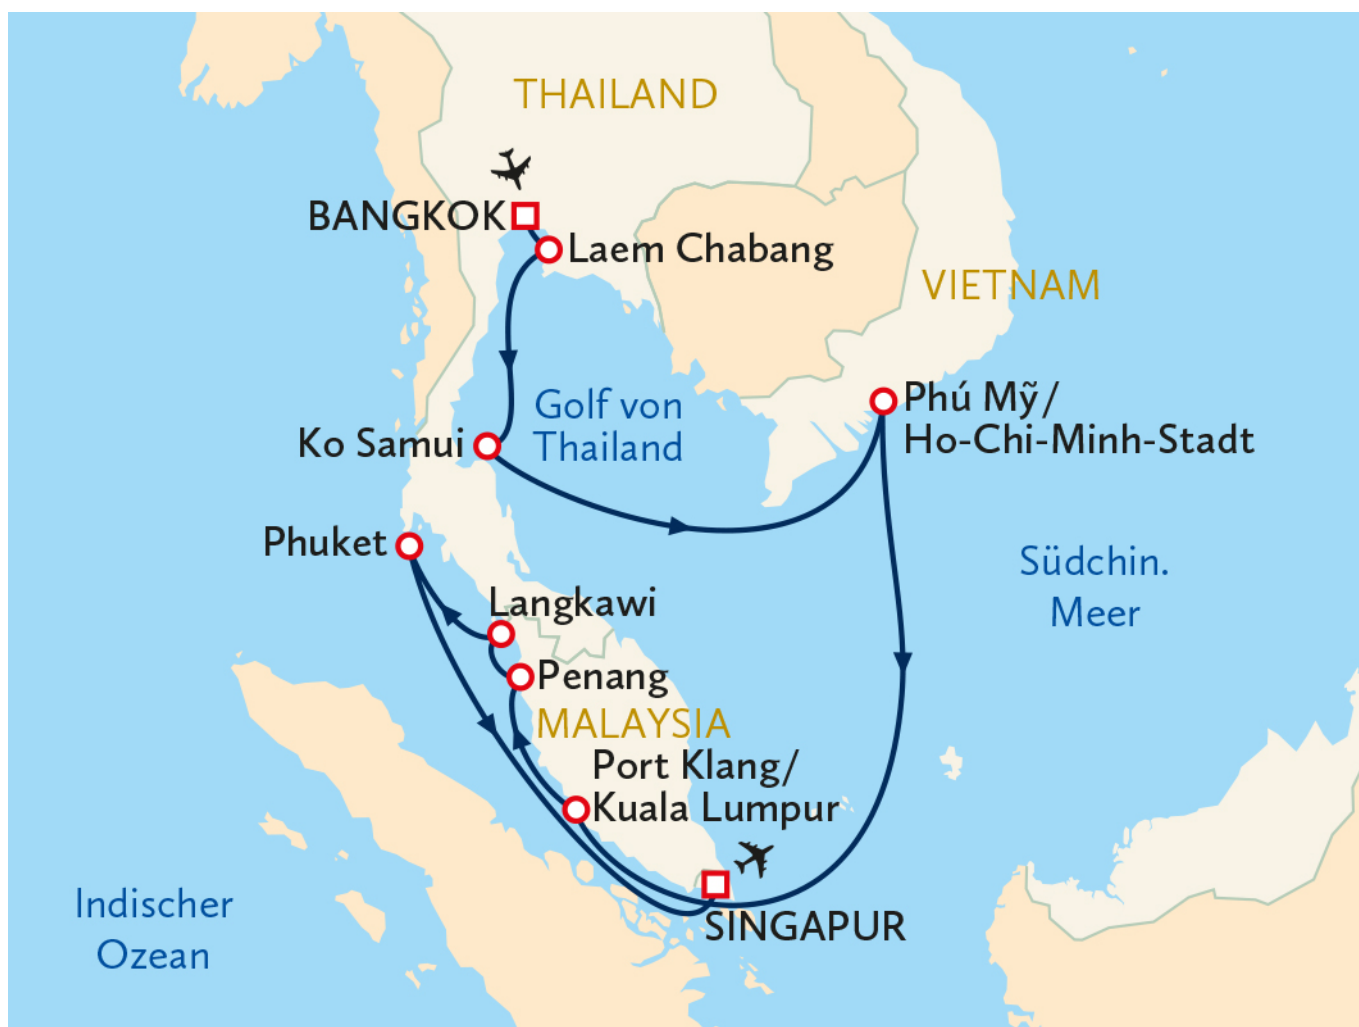 THAILAND
BANGKOK
Laem Chabang
VIETNAM
Golf von
Thailand
Phú Mỹ/
Ho-Chi-Minh-Stadt
Ko Samui
Phuket
Südchin.
Meer
Langkawi
Penang
MALAYSIA
Port Klang/
Kuala Lumpur
Indischer
Ozean
SINGAPUR